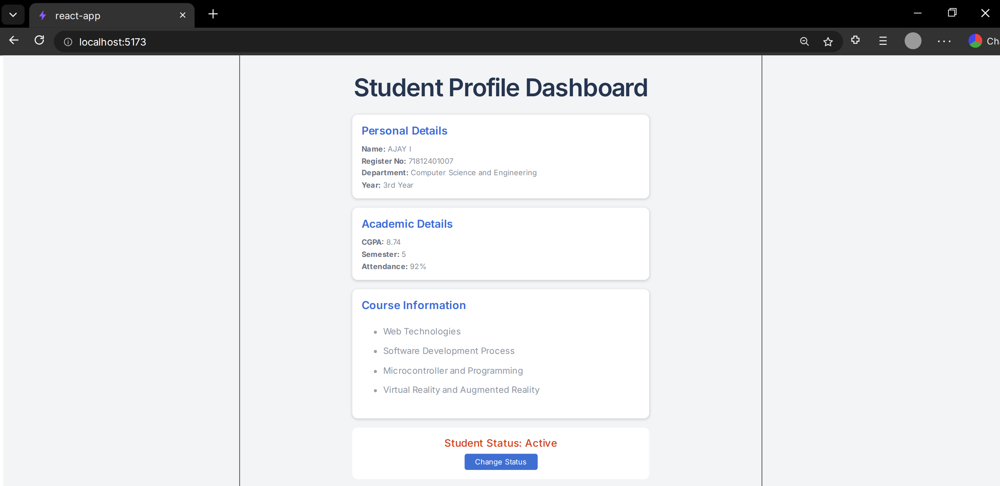 react-app
localhost:5173
Ch
Student Profile Dashboard
Personal Details
Name: AJAY I
Register No: 71812401007
Department: Computer Science and Engineering
Year: 3rd Year
Academic Details
CGPA: 8.74
Semester: 5
Attendance: 92%
Course Information
Web Technologies
Software Development Process
Microcontroller and Programming
Virtual Reality and Augmented Reality
Student Status: Active
Change Status